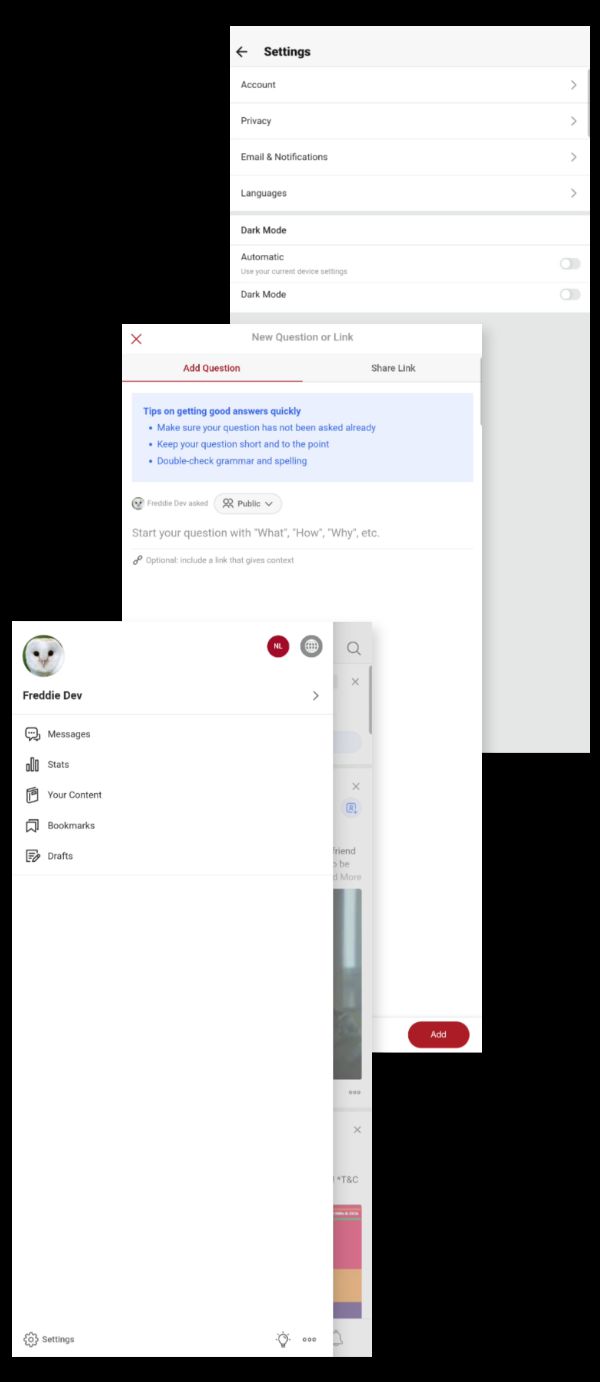 Settings
Account
Privacy
Email & Notifications
Languages
Dark Mode
Automatic
Use your current device settings
Dark Mode
New Question or Link
Add Question
Share Link
Tips on getting good answers quickly
• Make sure your question has not been asked already
• Keep your question short and to the point
• Double-check grammar and spelling
Freddie Dev asked
Public
Start your question with "What", "How", "Why", etc.
Optional: include a link that gives context
Add
NL
Freddie Dev
Messages
Stats
Your Content
Bookmarks
Drafts
Settings
friend
be
More
*T&C